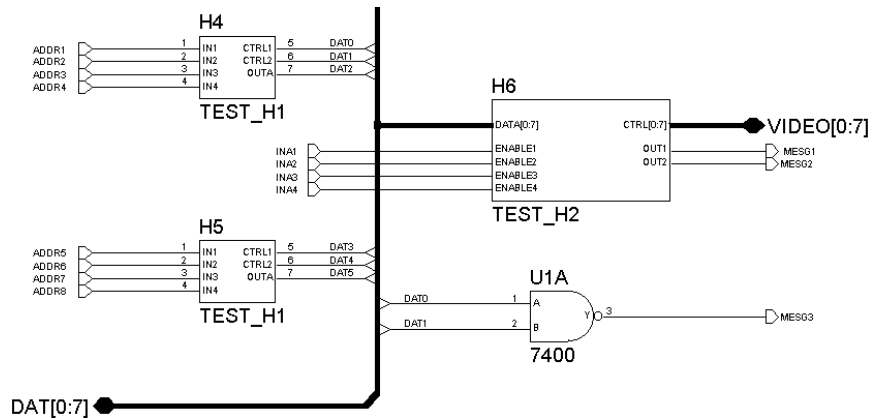 H4
ADDR1 1 IN1 CTRL1 5 DAT0
ADDR2 2 IN2 CTRL2 6 DAT1
ADDR3 3 IN3 OUTA 7 DAT2
ADDR4 4 IN4
TEST_H1
H6
DATA[0:7] CTRL[0:7] VIDEO[0:7]
INA1 ENABLE1 OUT1 MESG1
INA2 ENABLE2 OUT2 MESG2
INA3 ENABLE3
INA4 ENABLE4
TEST_H2
H5
ADDR5 1 IN1 CTRL1 5 DAT3
ADDR6 2 IN2 CTRL2 6 DAT4
ADDR7 3 IN3 OUTA 7 DAT5
ADDR8 4 IN4
TEST_H1
U1A
DAT0 1 A
Y 3 MESG3
DAT1 2 B
7400
DAT[0:7]